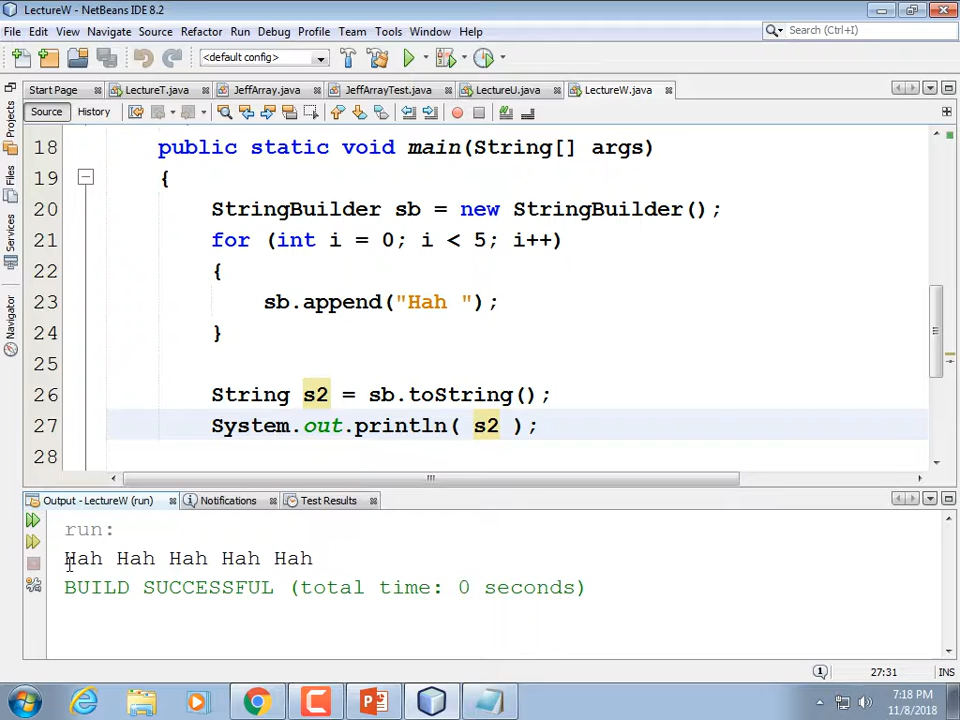 LectureW - NetBeans IDE 8.2
File Edit View Navigate Source Refactor Run Debug Profile Team Tools Window Help
Search (Ctrl+I)
<default config>
Start Page LectureT.java JeffArray.java JeffArrayTest.java LectureU.java LectureW.java
Source History
Projects
Files
Services
Navigator
18 public static void main(String[] args)
19 {
20 StringBuilder sb = new StringBuilder();
21 for (int i = 0; i < 5; i++)
22 {
23 sb.append("Hah ");
24 }
25
26 String s2 = sb.toString();
27 System.out.println( s2 );
28
Output - LectureW (run) Notifications Test Results
run:
Hah Hah Hah Hah Hah
BUILD SUCCESSFUL (total time: 0 seconds)
1 27:31 INS
7:18 PM
11/8/2018